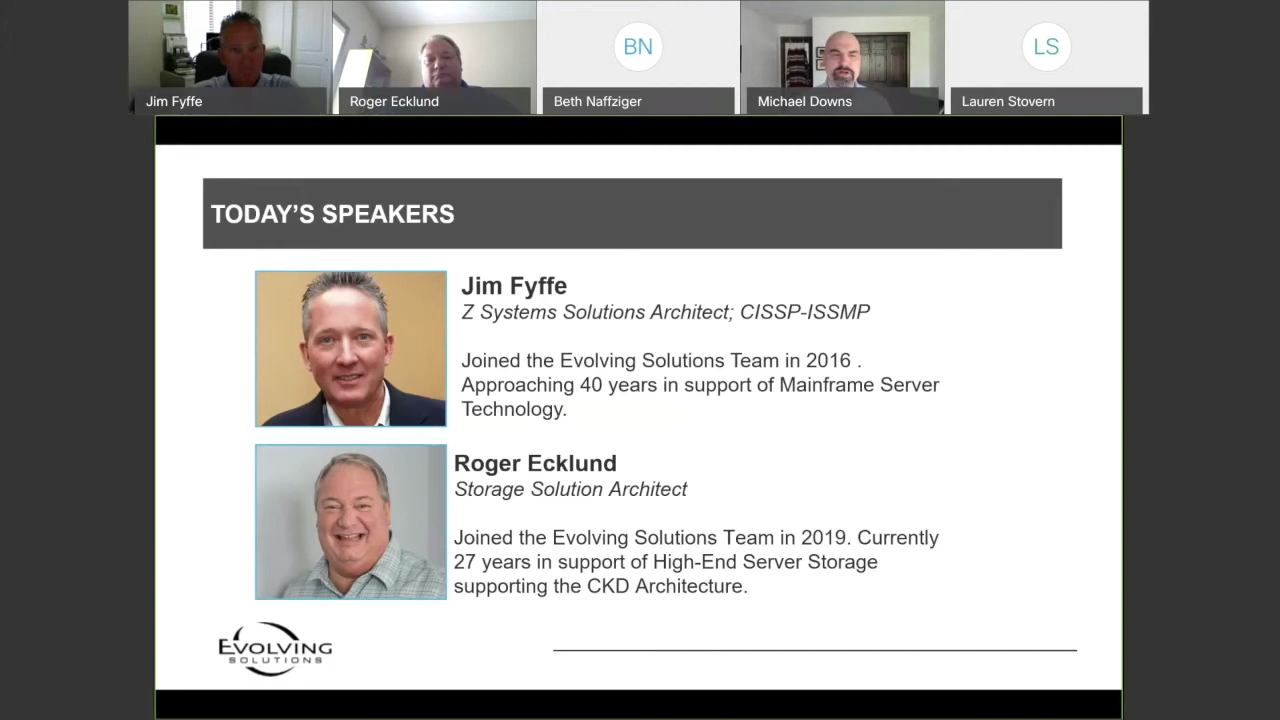 Jim Fyffe
Roger Ecklund
BN
Beth Naffziger
Michael Downs
LS
Lauren Stovern
TODAY’S SPEAKERS
Jim Fyffe
Z Systems Solutions Architect; CISSP-ISSMP
Joined the Evolving Solutions Team in 2016 .
Approaching 40 years in support of Mainframe Server
Technology.
Roger Ecklund
Storage Solution Architect
Joined the Evolving Solutions Team in 2019. Currently
27 years in support of High-End Server Storage
supporting the CKD Architecture.
EVOLVING
SOLUTIONS